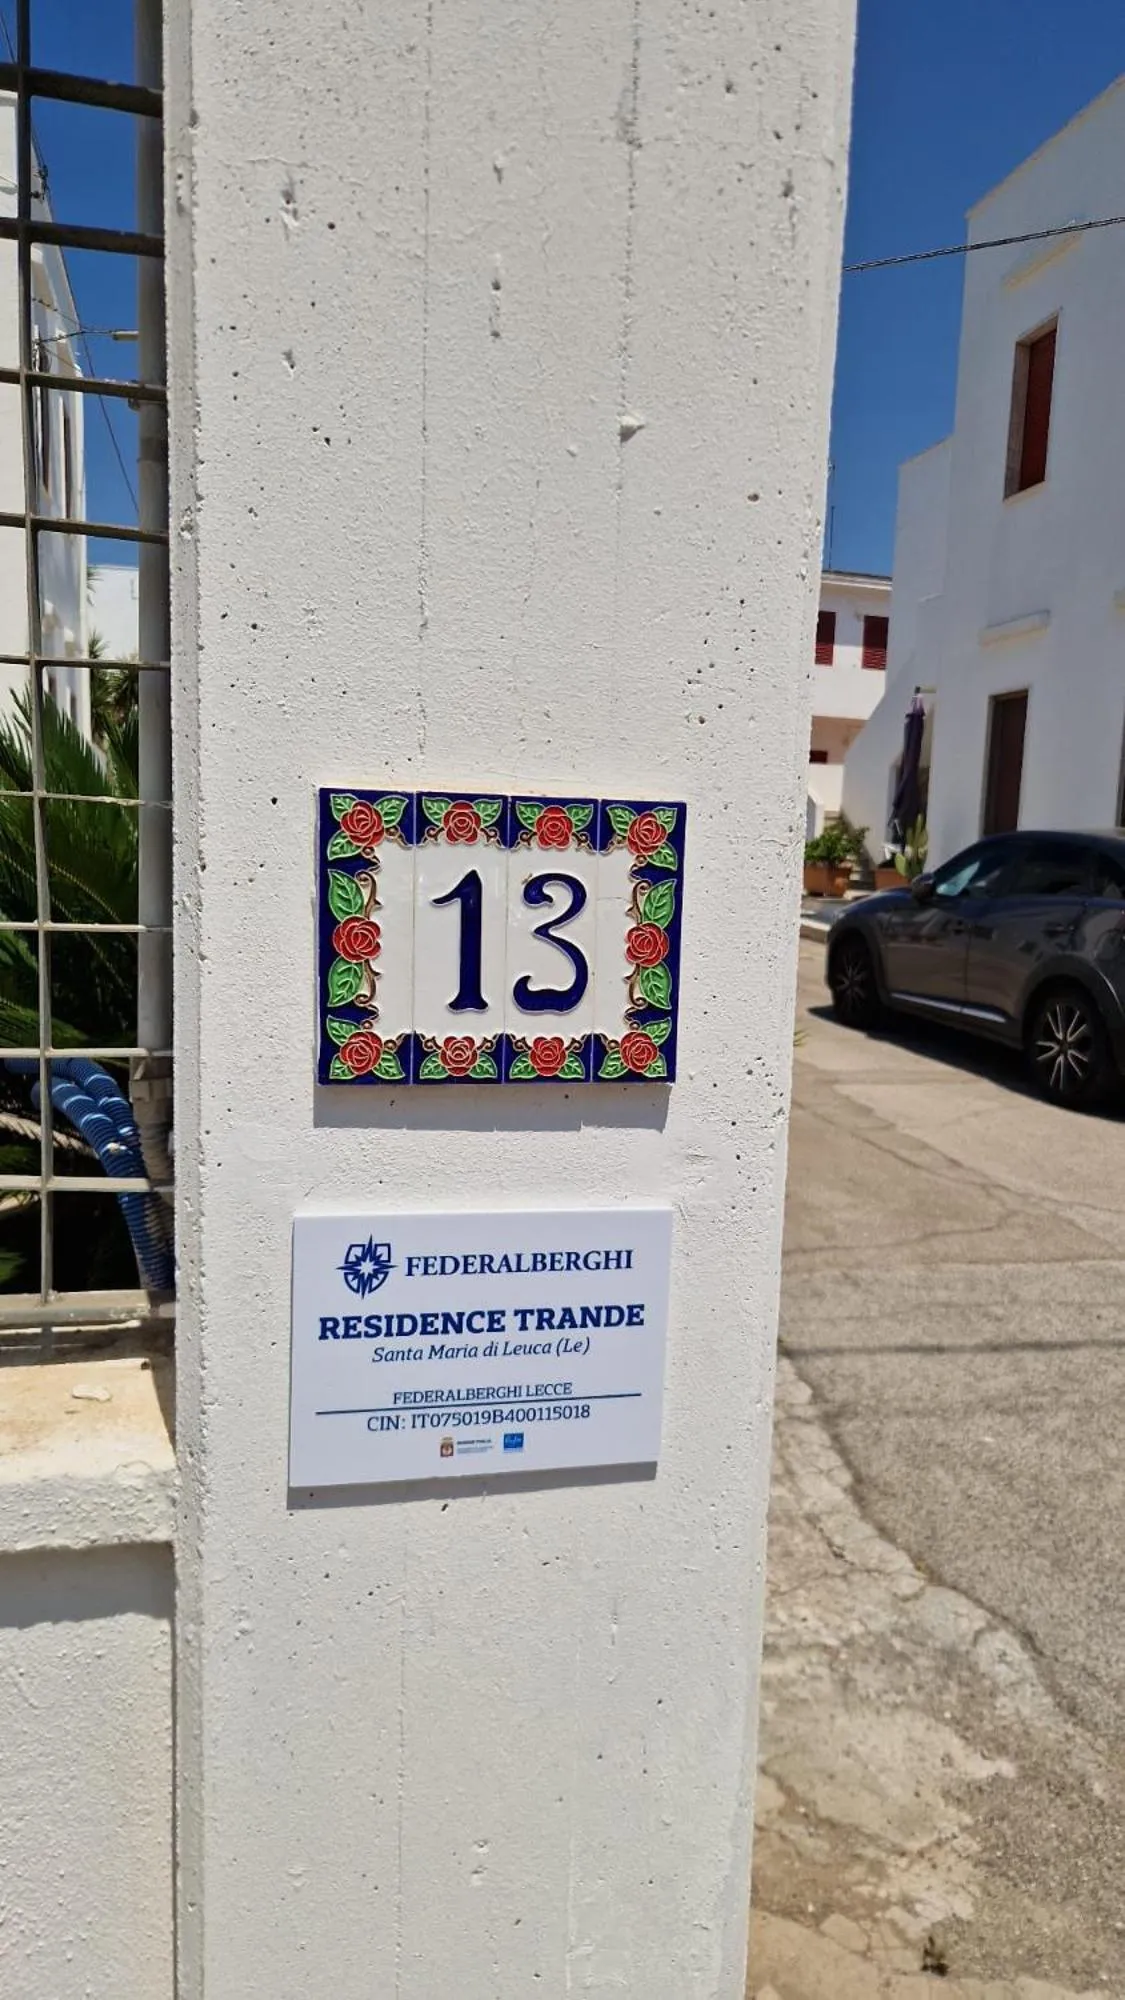 13
FEDERALBERGHI
RESIDENCE TRANDE
Santa Maria di Leuca (Le)
FEDERALBERGHI LECCE
CIN: IT075019B400115018